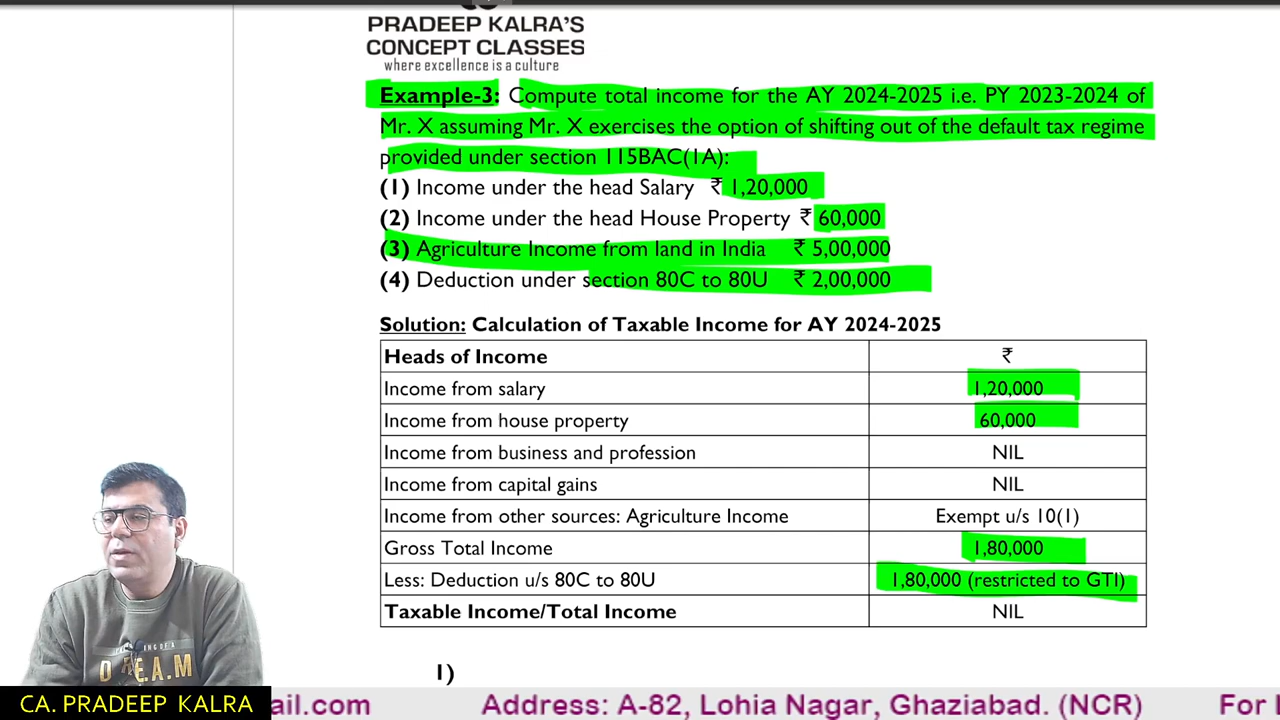 PRADEEP KALRA'S
CONCEPT CLASSES
where excellence is a culture
Example-3: Compute total income for the AY 2024-2025 i.e. PY 2023-2024 of
Mr. X assuming Mr. X exercises the option of shifting out of the default tax regime
provided under section 115BAC(1A):
(1) Income under the head Salary ₹ 1,20,000
(2) Income under the head House Property ₹ 60,000
(3) Agriculture Income from land in India ₹ 5,00,000
(4) Deduction under section 80C to 80U ₹ 2,00,000
Solution: Calculation of Taxable Income for AY 2024-2025
Heads of Income ₹
Income from salary 1,20,000
Income from house property 60,000
Income from business and profession NIL
Income from capital gains NIL
Income from other sources: Agriculture Income Exempt u/s 10(1)
Gross Total Income 1,80,000
Less: Deduction u/s 80C to 80U 1,80,000 (restricted to GTI)
Taxable Income/Total Income NIL
1)
CA. PRADEEP KALRA ail.com Address: A-82, Lohia Nagar, Ghaziabad. (NCR) For